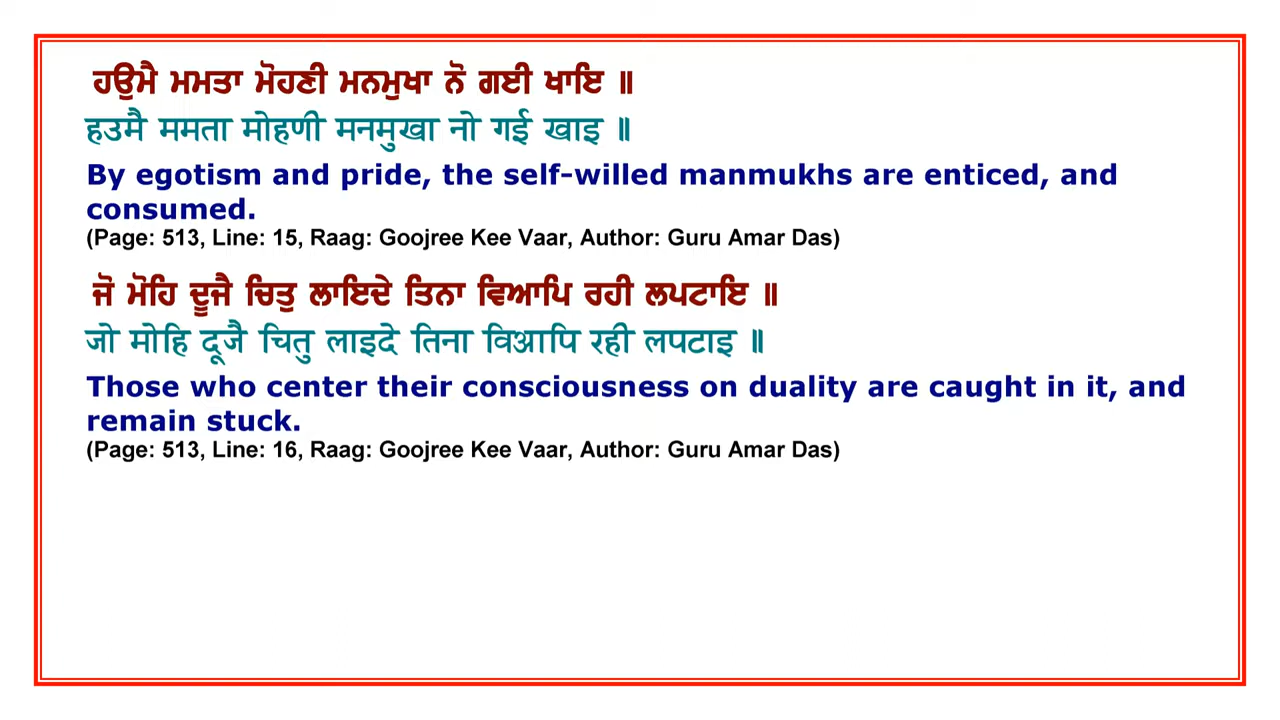 ਹਉਮੈ ਮਮਤਾ ਮੋਹਣੀ ਮਨਮੁਖਾ ਨੋ ਗਈ ਖਾਇ ॥
हउमै ममता मोहणी मनमुखा नो गई खाइ ॥
By egotism and pride, the self-willed manmukhs are enticed, and
consumed.
(Page: 513, Line: 15, Raag: Goojree Kee Vaar, Author: Guru Amar Das)
ਜੋ ਮੋਹਿ ਦੂਜੈ ਚਿਤੁ ਲਾਇਦੇ ਤਿਨਾ ਵਿਆਪਿ ਰਹੀ ਲਪਟਾਇ ॥
जो मोहि दूजै चितु लाइदे तिना विआपि रही लपटाइ ॥
Those who center their consciousness on duality are caught in it, and
remain stuck.
(Page: 513, Line: 16, Raag: Goojree Kee Vaar, Author: Guru Amar Das)